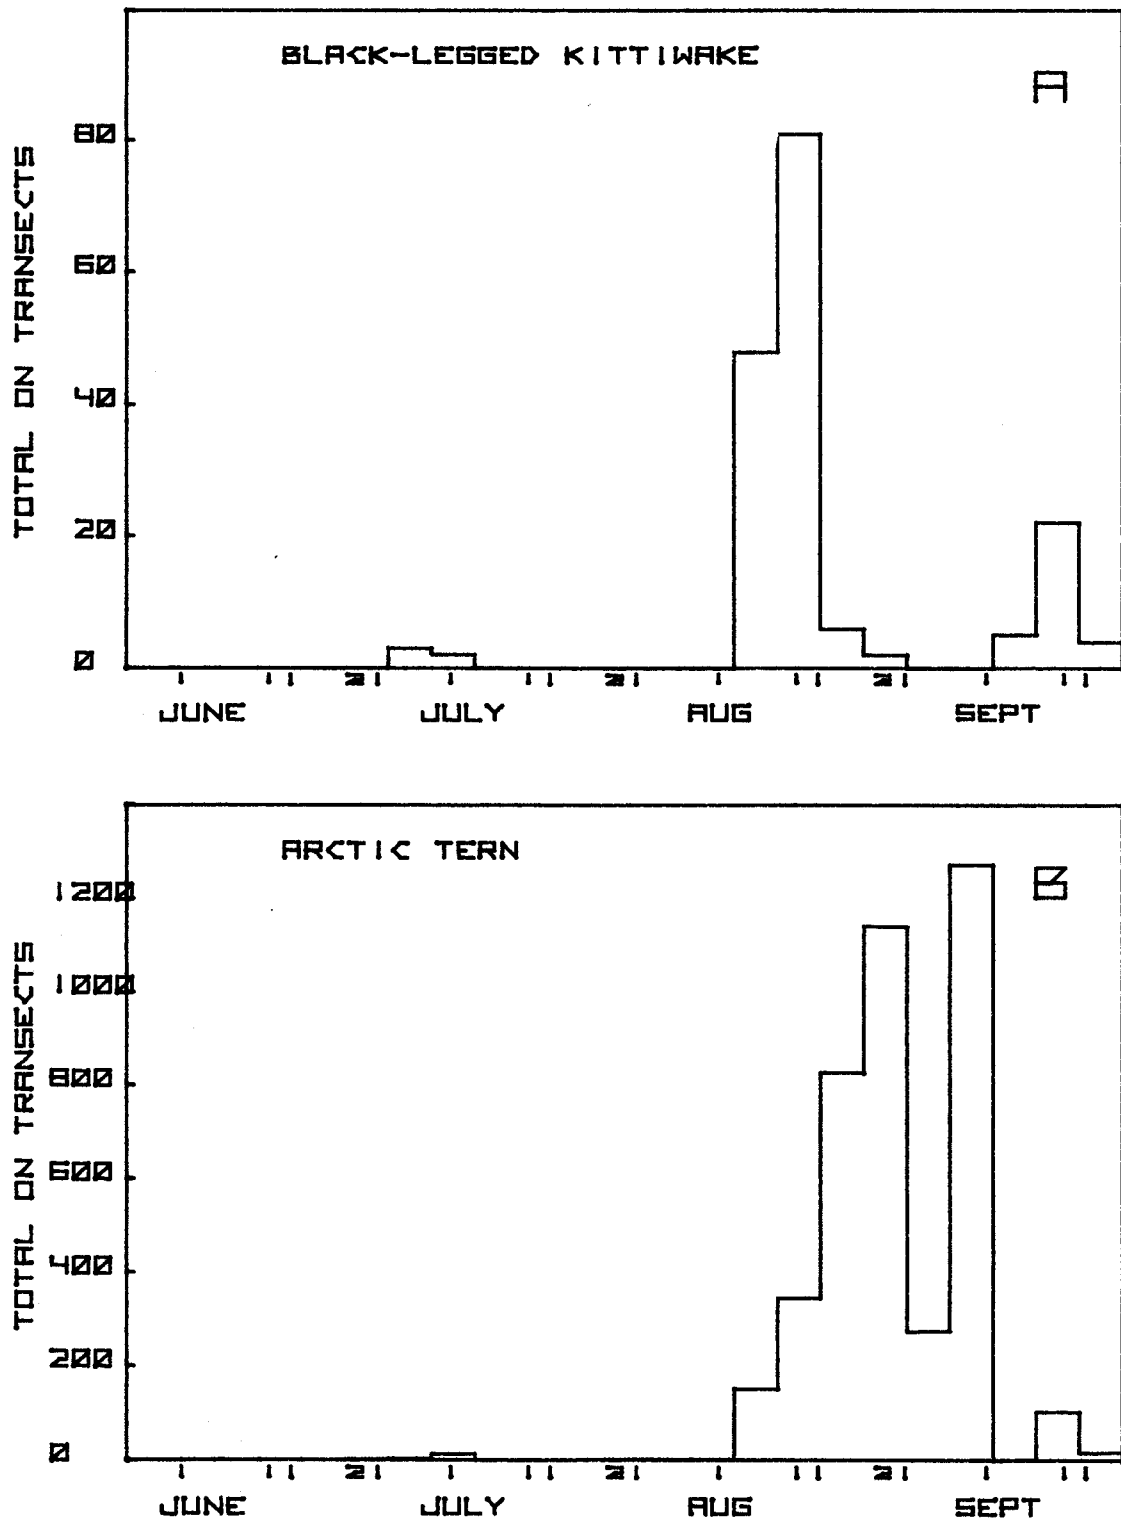 BLACK-LEGGED KITTIWAKE
A
TOTAL ON TRANSECTS
80
60
40
20
0
1 11 21 1 11 21 1 11 21 1 11
JUNE JULY AUG SEPT
ARCTIC TERN
B
TOTAL ON TRANSECTS
1200
1000
800
600
400
200
0
1 11 21 1 11 21 1 11 21 1 11
JUNE JULY AUG SEPT